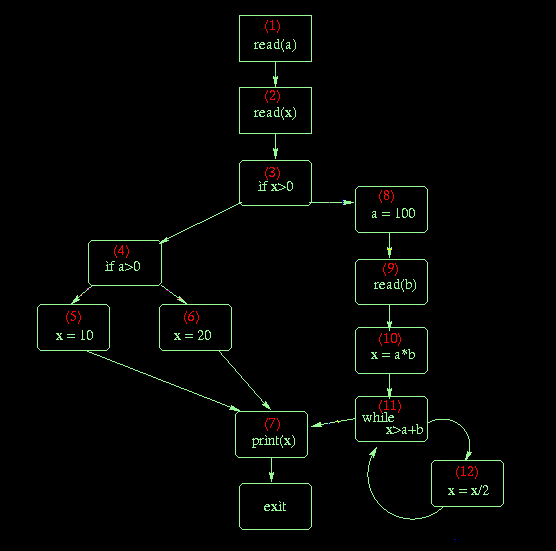 (1)
read(a)
(2)
read(x)
(3)
if x>0
(8)
a = 100
(4)
if a>0
(9)
read(b)
(5)
x = 10
(6)
x = 20
(10)
x = a*b
(11)
while
x>a+b
(7)
print(x)
(12)
x = x/2
exit